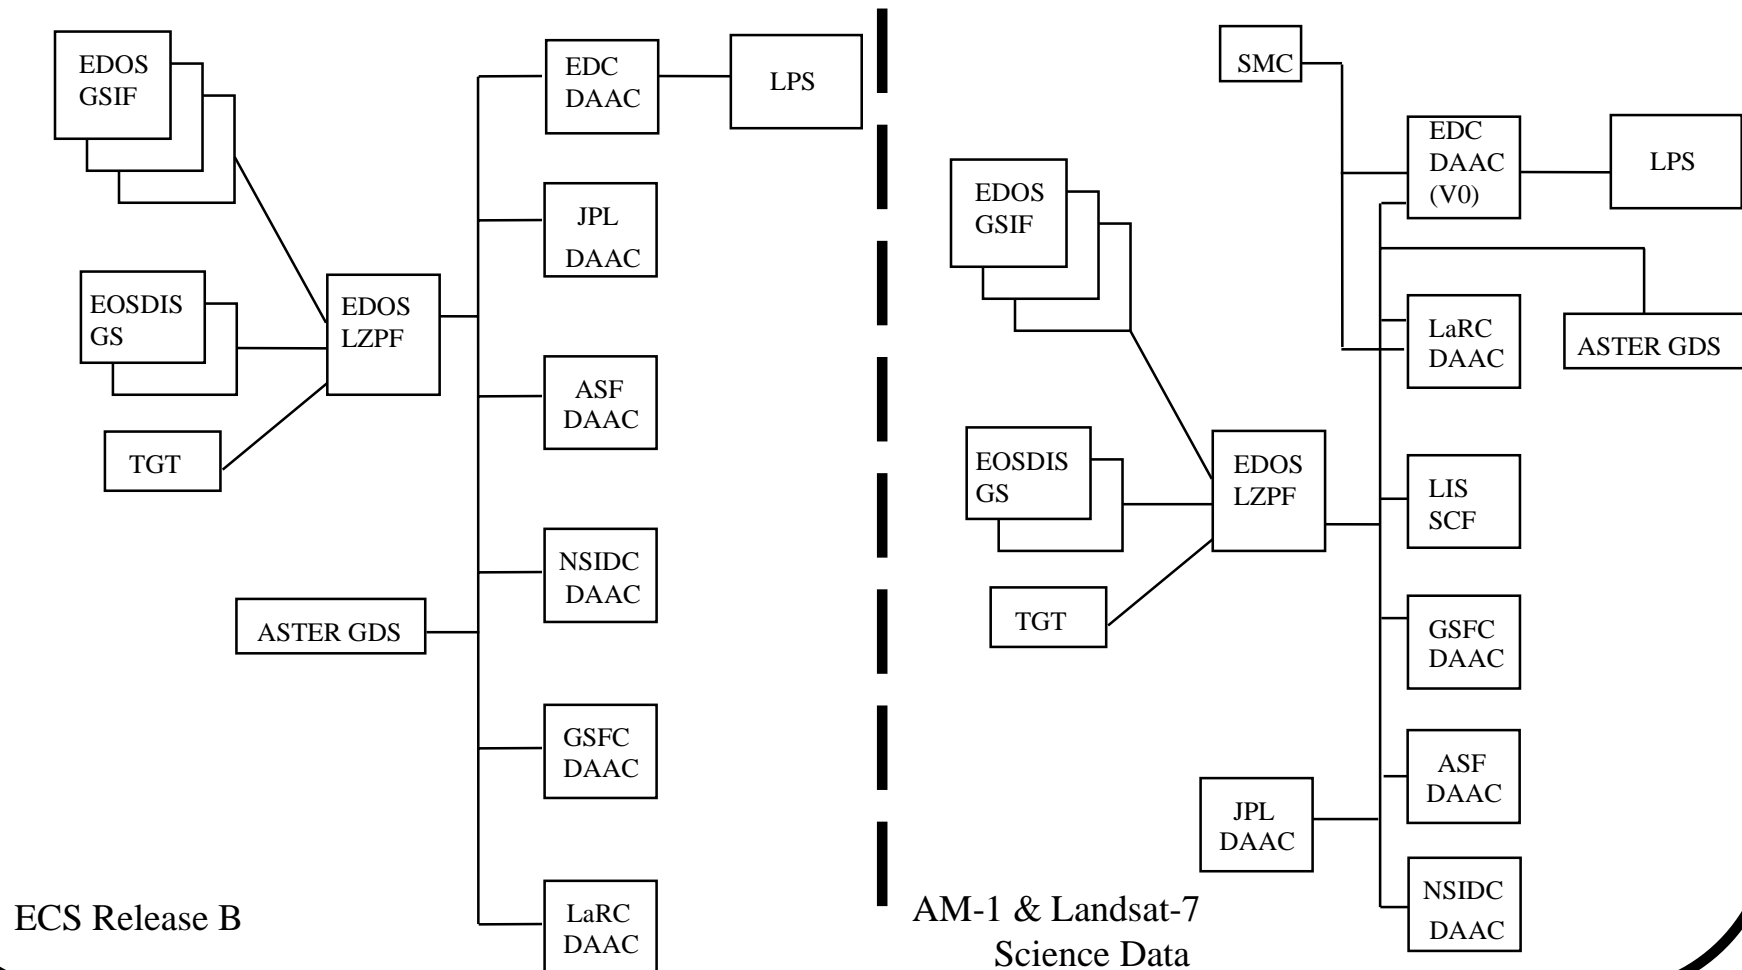 EDOS
GSIF
EOSDIS
GS
TGT
EDOS
LZPF
ASTER GDS
EDC
DAAC
LPS
JPL
DAAC
ASF
DAAC
NSIDC
DAAC
GSFC
DAAC
LaRC
DAAC
ECS Release B
SMC
EDOS
GSIF
EOSDIS
GS
TGT
EDOS
LZPF
JPL
DAAC
EDC
DAAC
(V0)
LPS
LaRC
DAAC
ASTER GDS
LIS
SCF
GSFC
DAAC
ASF
DAAC
NSIDC
DAAC
AM-1 & Landsat-7
Science Data